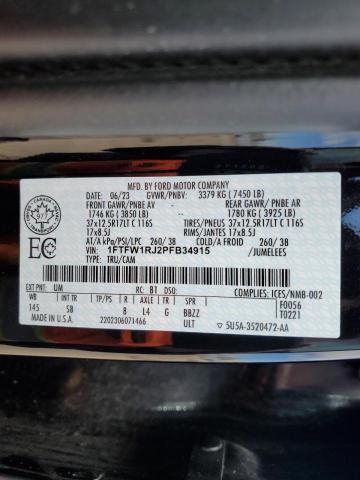 MFD. BY FORD MOTOR COMPANY
DATE: 06/23 GVWR/PNBV: 3379 KG (7450 LB)
FRONT GAWR/PNBE AV REAR GAWR/PNBE AR
1746 KG (3850 LB) 1780 KG (3925 LB)
37x12.5R17LT C 116S TIRES/PNEUS 37x12.5R17LT C 116S
17x8.5J RIMS/JANTES 17x8.5J
AT/A kPa/PSI/LPC 260/ 38 COLD/A FROID 260/ 38
VIN: 1FTFW1RJ2PFB34915 /JUMELEES
TYPE: TRU/CAM
ICES/NMB-002
EXT PNT: UM RC: BT DSO: F0056
WB TP/PS R AXLE TR SPR T0221
145 SB 8 L4 G BBZZ
MADE IN U.S.A. 2202306071466 ULT 5U5A-3520472-AA
CANADA
EC